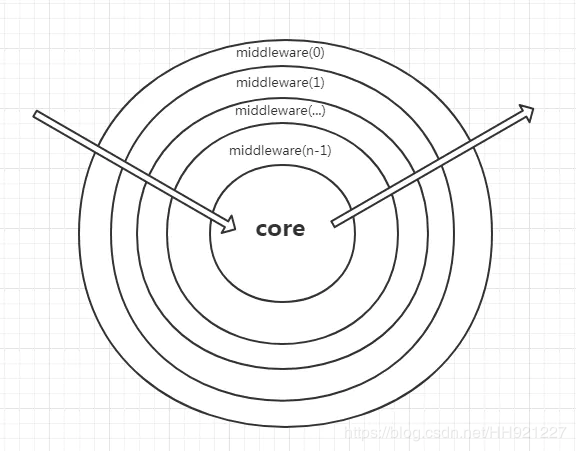 middleware(0)
middleware(1)
middleware(...)
middleware(n-1)
core
https://blog.csdn.net/HH921227